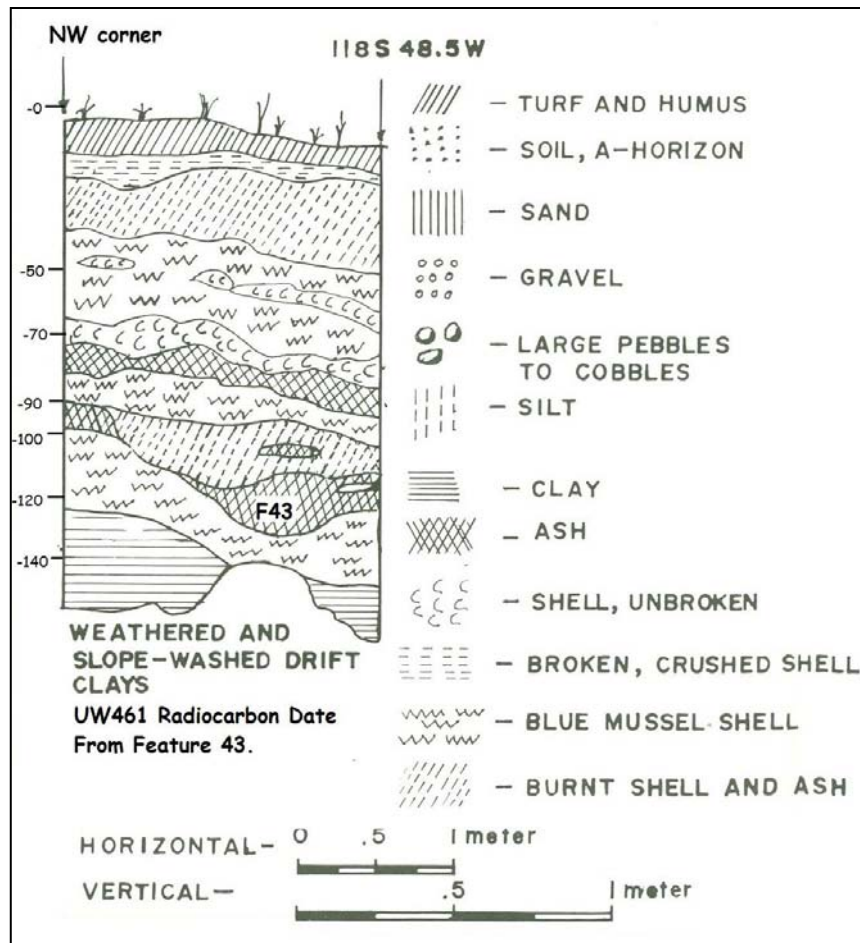 NW corner
118S 48.5W
-0
-50
-70
-90
-100
-120
-140
F43
WEATHERED AND
SLOPE-WASHED DRIFT
CLAYS
UW461 Radiocarbon Date
From Feature 43.
- TURF AND HUMUS
- SOIL, A-HORIZON
- SAND
- GRAVEL
- LARGE PEBBLES
TO COBBLES
- SILT
- CLAY
- ASH
- SHELL, UNBROKEN
- BROKEN, CRUSHED SHELL
- BLUE MUSSEL SHELL
- BURNT SHELL AND ASH
HORIZONTAL- 0 .5 1 meter
VERTICAL- .5 1 meter